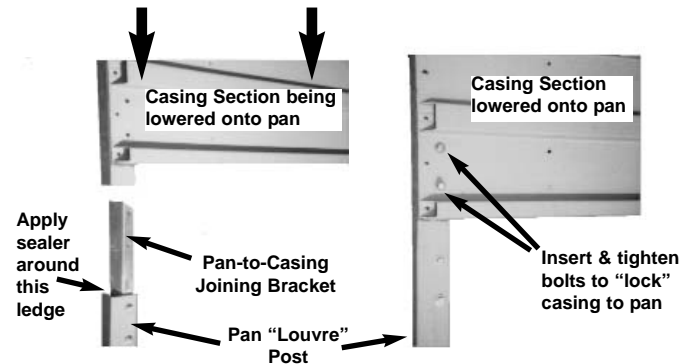 Casing Section being
lowered onto pan
Apply
sealer
around
this
ledge
Pan-to-Casing
Joining Bracket
Pan “Louvre”
Post
Casing Section
lowered onto pan
Insert & tighten
bolts to “lock”
casing to pan